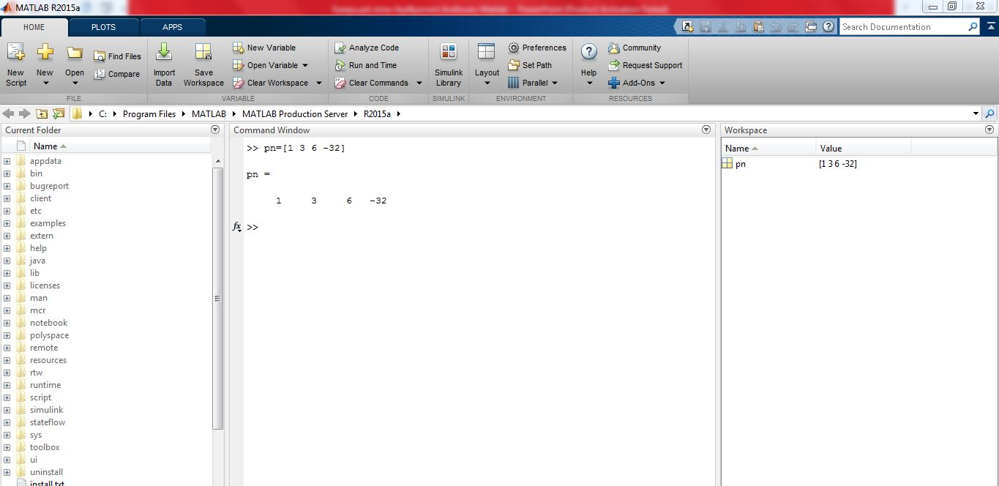 MATLAB R2015a
HOME PLOTS APPS
Search Documentation
New Script
New
Open
Find Files
Compare
FILE
Import Data
Save Workspace
New Variable
Open Variable
Clear Workspace
VARIABLE
Analyze Code
Run and Time
Clear Commands
CODE
Simulink Library
SIMULINK
Layout
Preferences
Set Path
Parallel
ENVIRONMENT
Help
Community
Request Support
Add-Ons
RESOURCES
C: Program Files MATLAB MATLAB Production Server R2015a
Current Folder
Name
appdata
bin
bugreport
client
etc
examples
extern
help
java
lib
licenses
man
mcr
notebook
polyspace
remote
resources
rtw
runtime
script
simulink
stateflow
sys
toolbox
ui
uninstall
install.txt
Command Window
>> pn=[1 3 6 -32]
pn =
1 3 6 -32
fx >>
Workspace
Name Value
pn [1 3 6 -32]